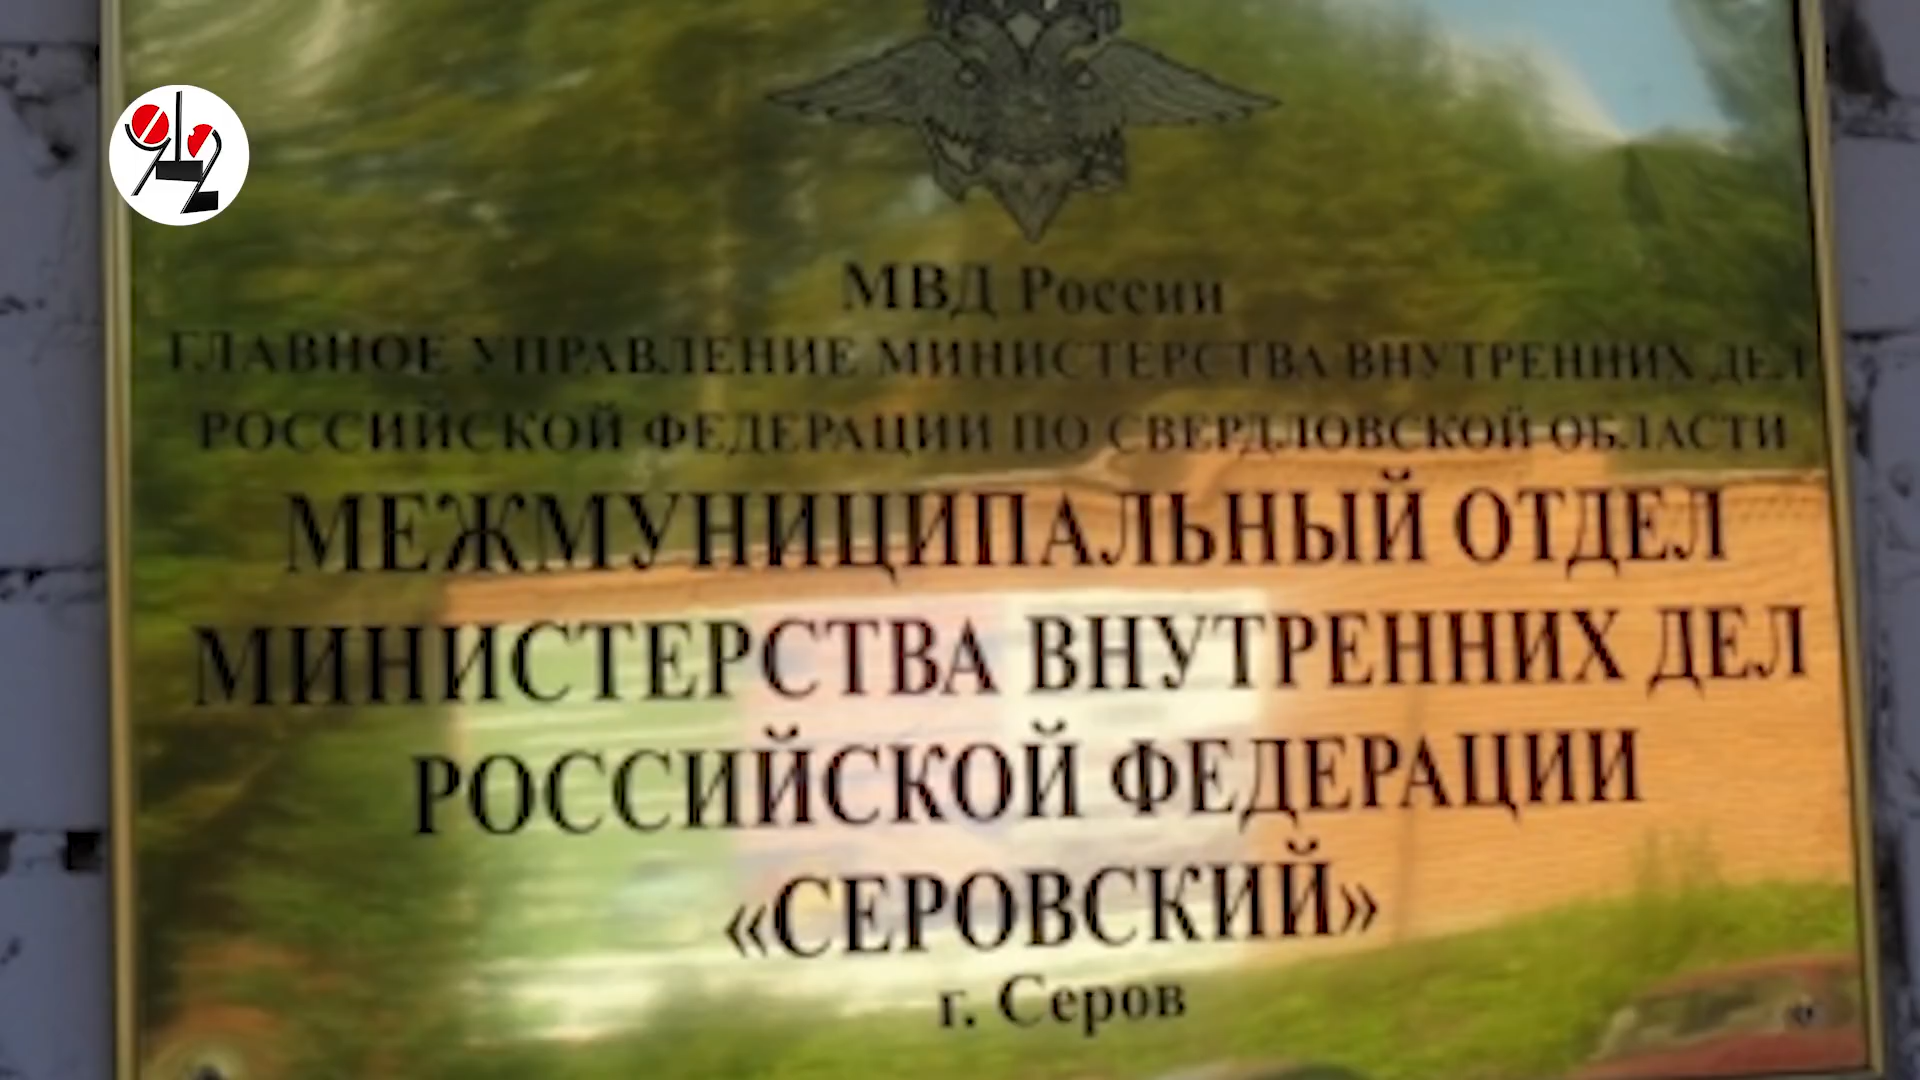 МВД России
ГЛАВНОЕ УПРАВЛЕНИЕ МИНИСТЕРСТВА ВНУТРЕННИХ ДЕЛ
РОССИЙСКОЙ ФЕДЕРАЦИИ ПО СВЕРДЛОВСКОЙ ОБЛАСТИ
МЕЖМУНИЦИПАЛЬНЫЙ ОТДЕЛ
МИНИСТЕРСТВА ВНУТРЕННИХ ДЕЛ
РОССИЙСКОЙ ФЕДЕРАЦИИ
«СЕРОВСКИЙ»
г. Серов